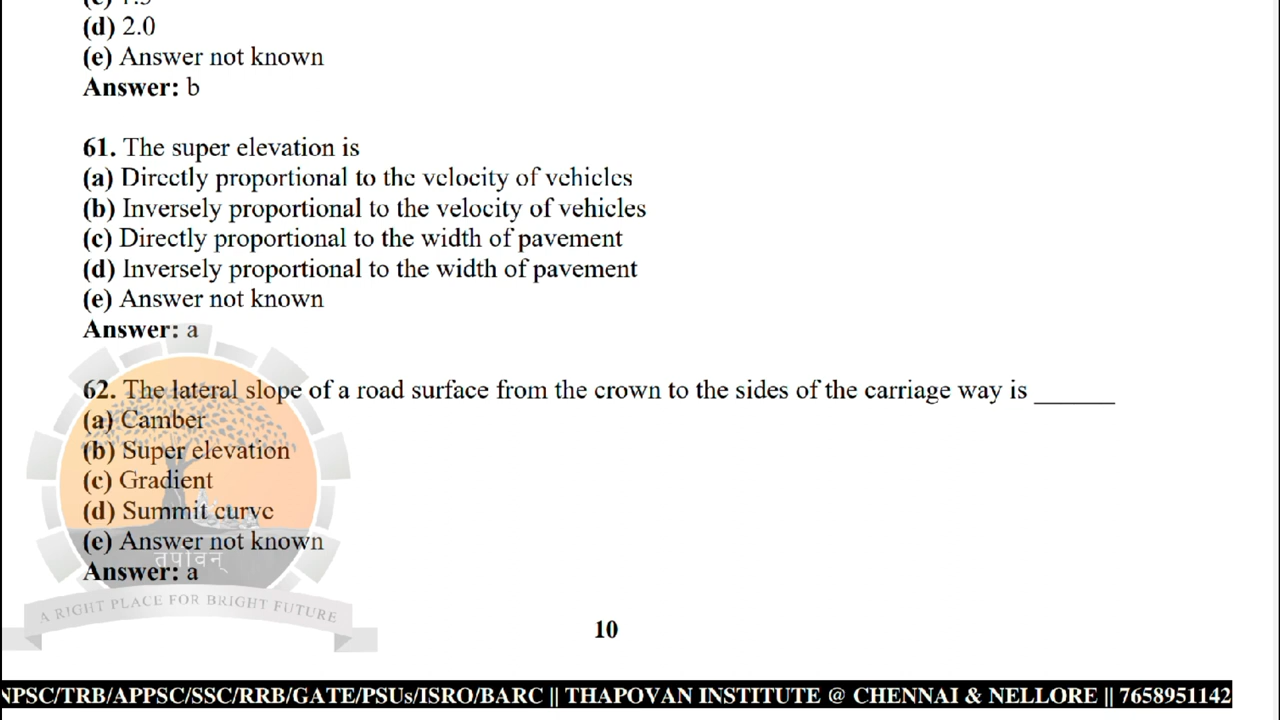 (d) 2.0
(e) Answer not known
Answer: b
61. The super elevation is
(a) Directly proportional to the velocity of vehicles
(b) Inversely proportional to the velocity of vehicles
(c) Directly proportional to the width of pavement
(d) Inversely proportional to the width of pavement
(e) Answer not known
Answer: a
62. The lateral slope of a road surface from the crown to the sides of the carriage way is ______
(a) Camber
(b) Super elevation
(c) Gradient
(d) Summit curve
(e) Answer not known
तपोवन्
Answer: a
A RIGHT PLACE FOR BRIGHT FUTURE
10
NPSC/TRB/APPSC/SSC/RRB/GATE/PSUs/ISRO/BARC || THAPOVAN INSTITUTE @ CHENNAI & NELLORE || 7658951142